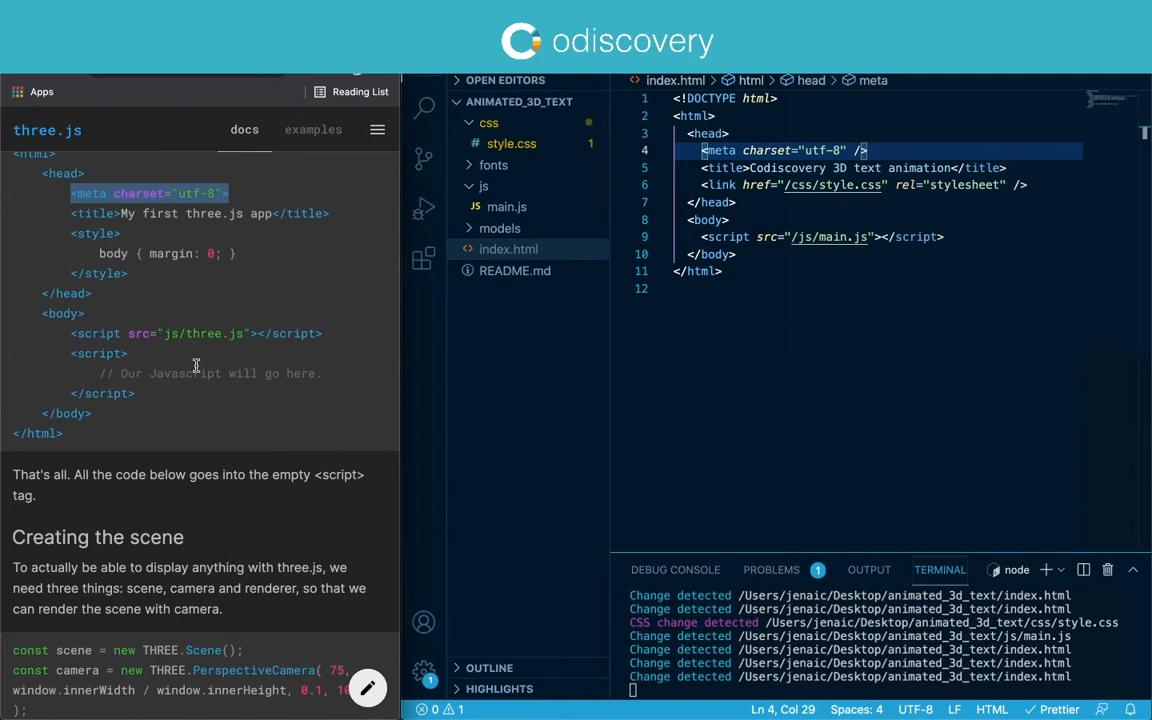 odiscovery
Apps
Reading List
three.js
docs
examples
<html>
<head>
<meta charset="utf-8">
<title>My first three.js app</title>
<style>
body { margin: 0; }
</style>
</head>
<body>
<script src="js/three.js"></script>
<script>
// Our Javascript will go here.
</script>
</body>
</html>
That's all. All the code below goes into the empty <script>
tag.
Creating the scene
To actually be able to display anything with three.js, we
need three things: scene, camera and renderer, so that we
can render the scene with camera.
const scene = new THREE.Scene();
const camera = new THREE.PerspectiveCamera( 75,
window.innerWidth / window.innerHeight, 0.1, 10
);
OPEN EDITORS
ANIMATED_3D_TEXT
css
# style.css 1
fonts
js
JS main.js
models
<> index.html
README.md
OUTLINE
HIGHLIGHTS
1
<> index.html > html > head > meta
1 <!DOCTYPE html>
2 <html>
3 <head>
4 <meta charset="utf-8" />
5 <title>Codiscovery 3D text animation</title>
6 <link href="/css/style.css" rel="stylesheet" />
7 </head>
8 <body>
9 <script src="/js/main.js"></script>
10 </body>
11 </html>
12
DEBUG CONSOLE PROBLEMS 1 OUTPUT TERMINAL node
Change detected /Users/jenaic/Desktop/animated_3d_text/index.html
Change detected /Users/jenaic/Desktop/animated_3d_text/index.html
CSS change detected /Users/jenaic/Desktop/animated_3d_text/css/style.css
Change detected /Users/jenaic/Desktop/animated_3d_text/js/main.js
Change detected /Users/jenaic/Desktop/animated_3d_text/index.html
Change detected /Users/jenaic/Desktop/animated_3d_text/index.html
Change detected /Users/jenaic/Desktop/animated_3d_text/index.html
0 1 Ln 4, Col 29 Spaces: 4 UTF-8 LF HTML Prettier